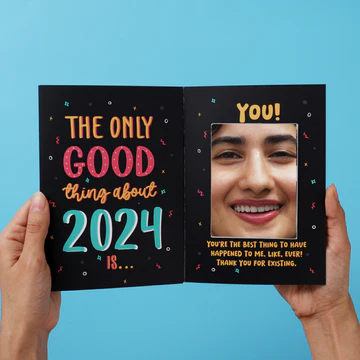 THE ONLY
GOOD
thing about
2024
IS...
YOU!
YOU'RE THE BEST THING TO HAVE
HAPPENED TO ME, LIKE, EVER!
THANK YOU FOR EXISTING.